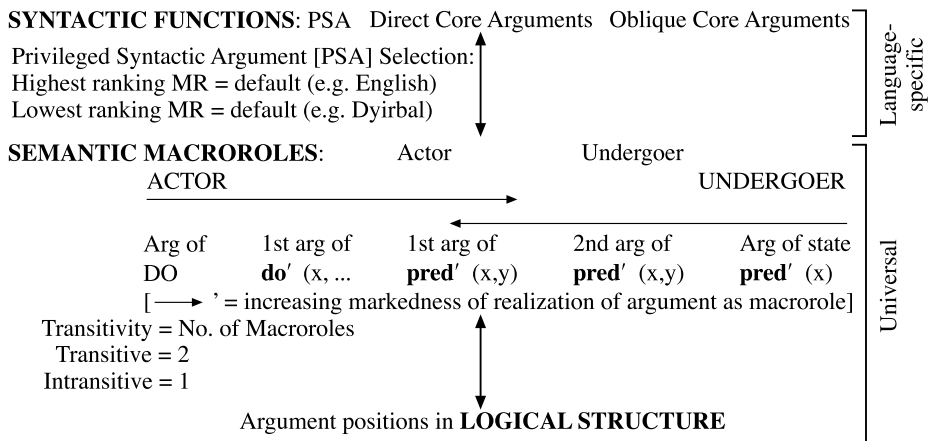 SYNTACTIC FUNCTIONS: PSA Direct Core Arguments Oblique Core Arguments
Privileged Syntactic Argument [PSA] Selection:
Highest ranking MR = default (e.g. English)
Lowest ranking MR = default (e.g. Dyirbal)
Language-
specific
SEMANTIC MACROROLES: Actor Undergoer
ACTOR UNDERGOER
Arg of 1st arg of 1st arg of 2nd arg of Arg of state
DO do′ (x, ... pred′ (x,y) pred′ (x,y) pred′ (x)
[ ⟶ ’ = increasing markedness of realization of argument as macrorole]
Transitivity = No. of Macroroles
Transitive = 2
Intransitive = 1
Argument positions in LOGICAL STRUCTURE
Universal